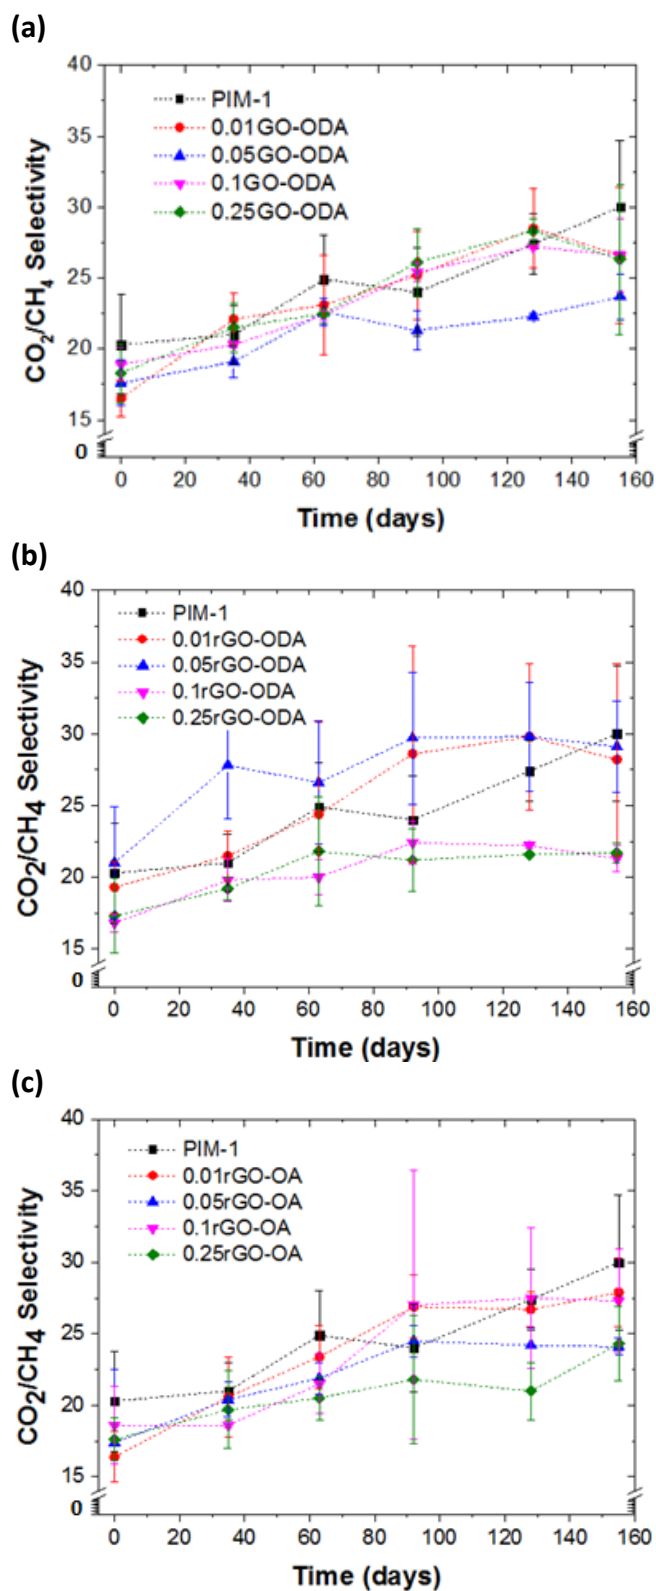 (a)
40
35
30
25
20
15
0
CO2/CH4 Selectivity
PIM-1
0.01GO-ODA
0.05GO-ODA
0.1GO-ODA
0.25GO-ODA
0 20 40 60 80 100 120 140 160
Time (days)
(b)
40
35
30
25
20
15
0
CO2/CH4 Selectivity
PIM-1
0.01rGO-ODA
0.05rGO-ODA
0.1rGO-ODA
0.25rGO-ODA
0 20 40 60 80 100 120 140 160
Time (days)
(c)
40
35
30
25
20
15
0
CO2/CH4 Selectivity
PIM-1
0.01rGO-OA
0.05rGO-OA
0.1rGO-OA
0.25rGO-OA
0 20 40 60 80 100 120 140 160
Time (days)